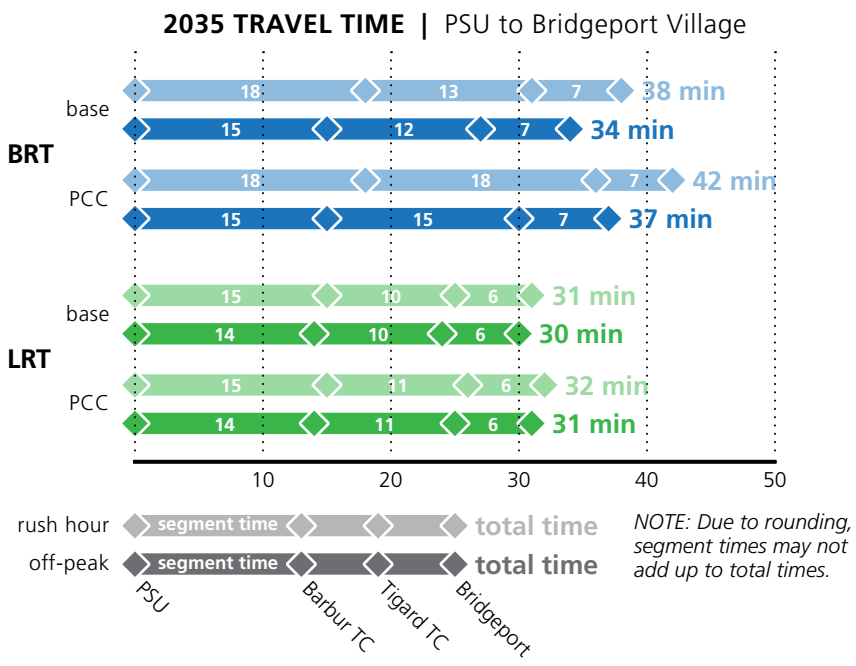 2035 TRAVEL TIME | PSU to Bridgeport Village
18 13 7 38 min
base
15 12 7 34 min
BRT
18 18 7 42 min
PCC
15 15 7 37 min
15 10 6 31 min
base
14 10 6 30 min
LRT
15 11 6 32 min
PCC
14 11 6 31 min
10 20 30 40 50
rush hour segment time total time
off-peak segment time total time
NOTE: Due to rounding,
segment times may not
add up to total times.
PSU
Barbur TC
Tigard TC
Bridgeport